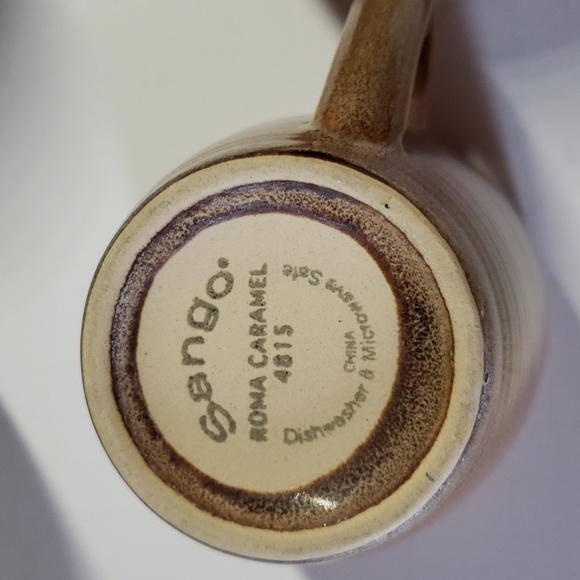 Sango
ROMA CARAMEL
4815
CHINA
Dishwasher & Microwave Safe